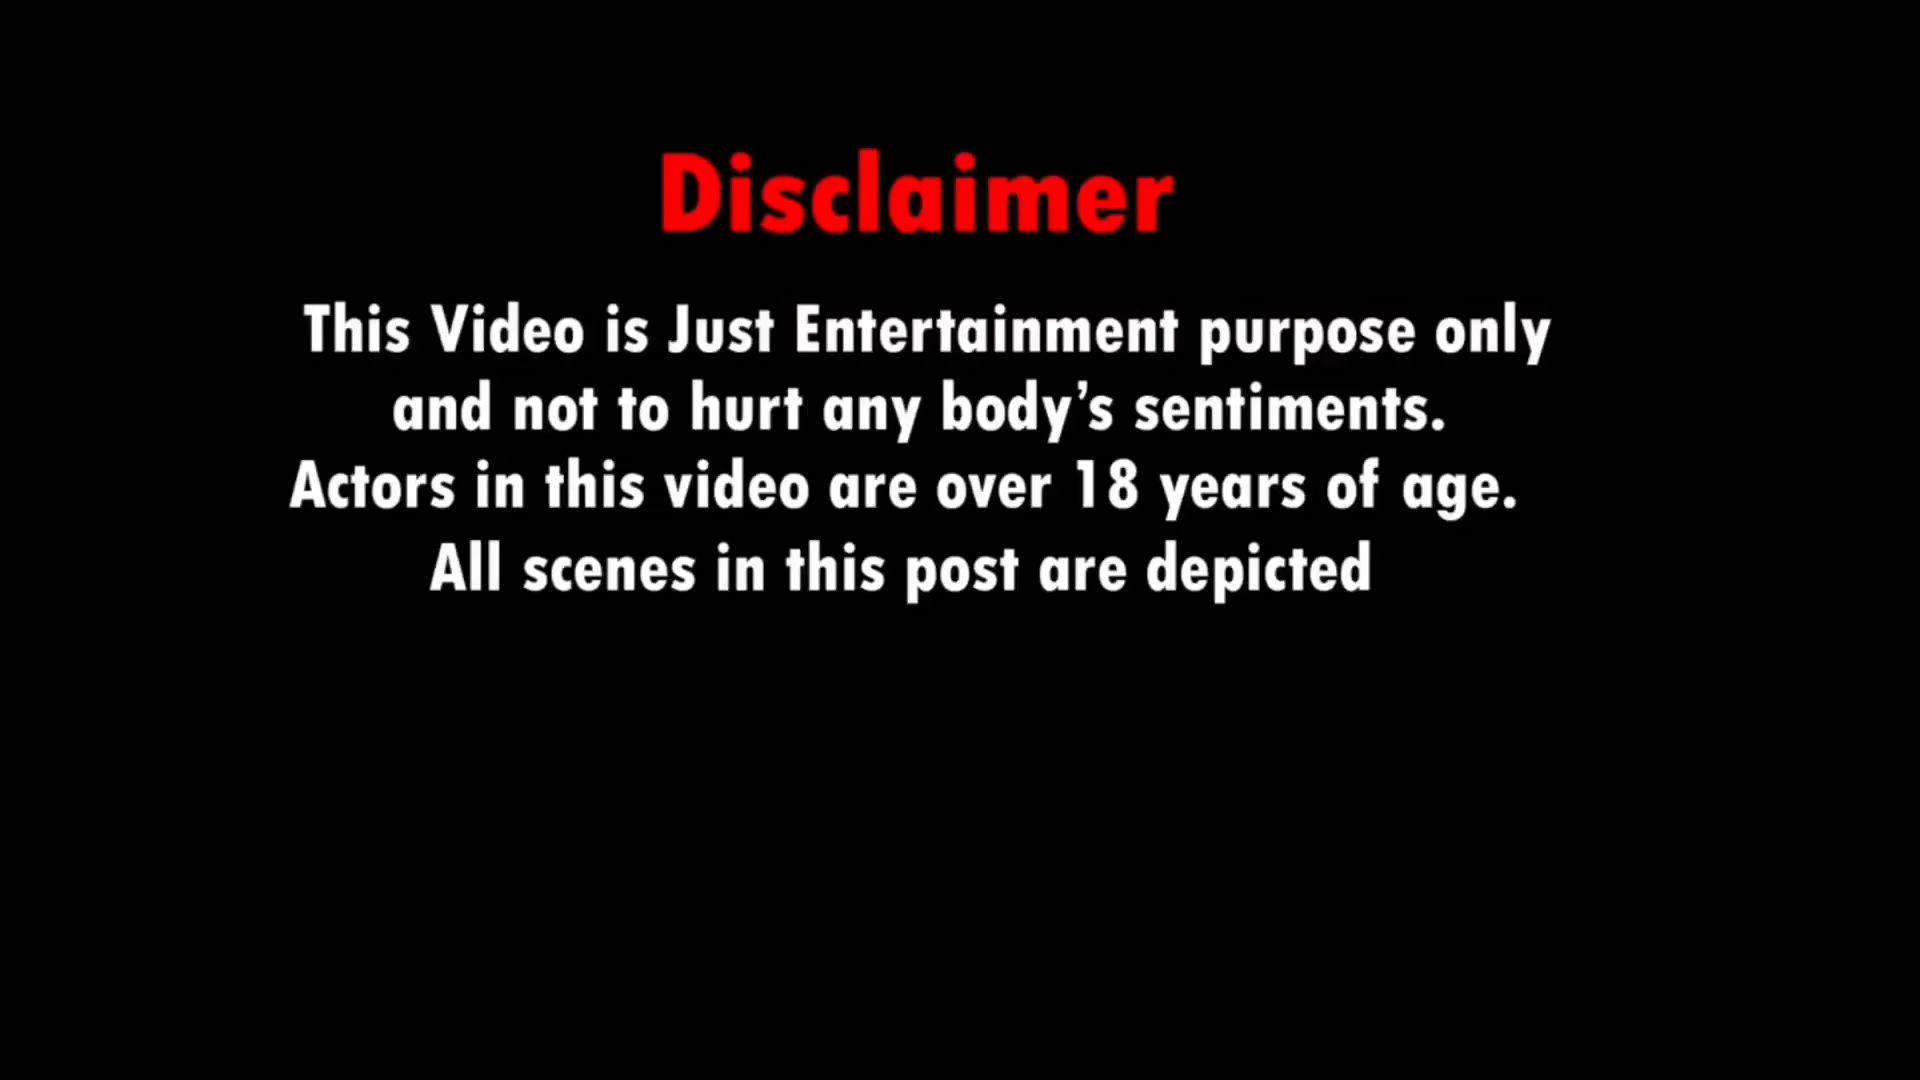 Disclaimer
This Video is Just Entertainment purpose only
and not to hurt any body’s sentiments.
Actors in this video are over 18 years of age.
All scenes in this post are depicted